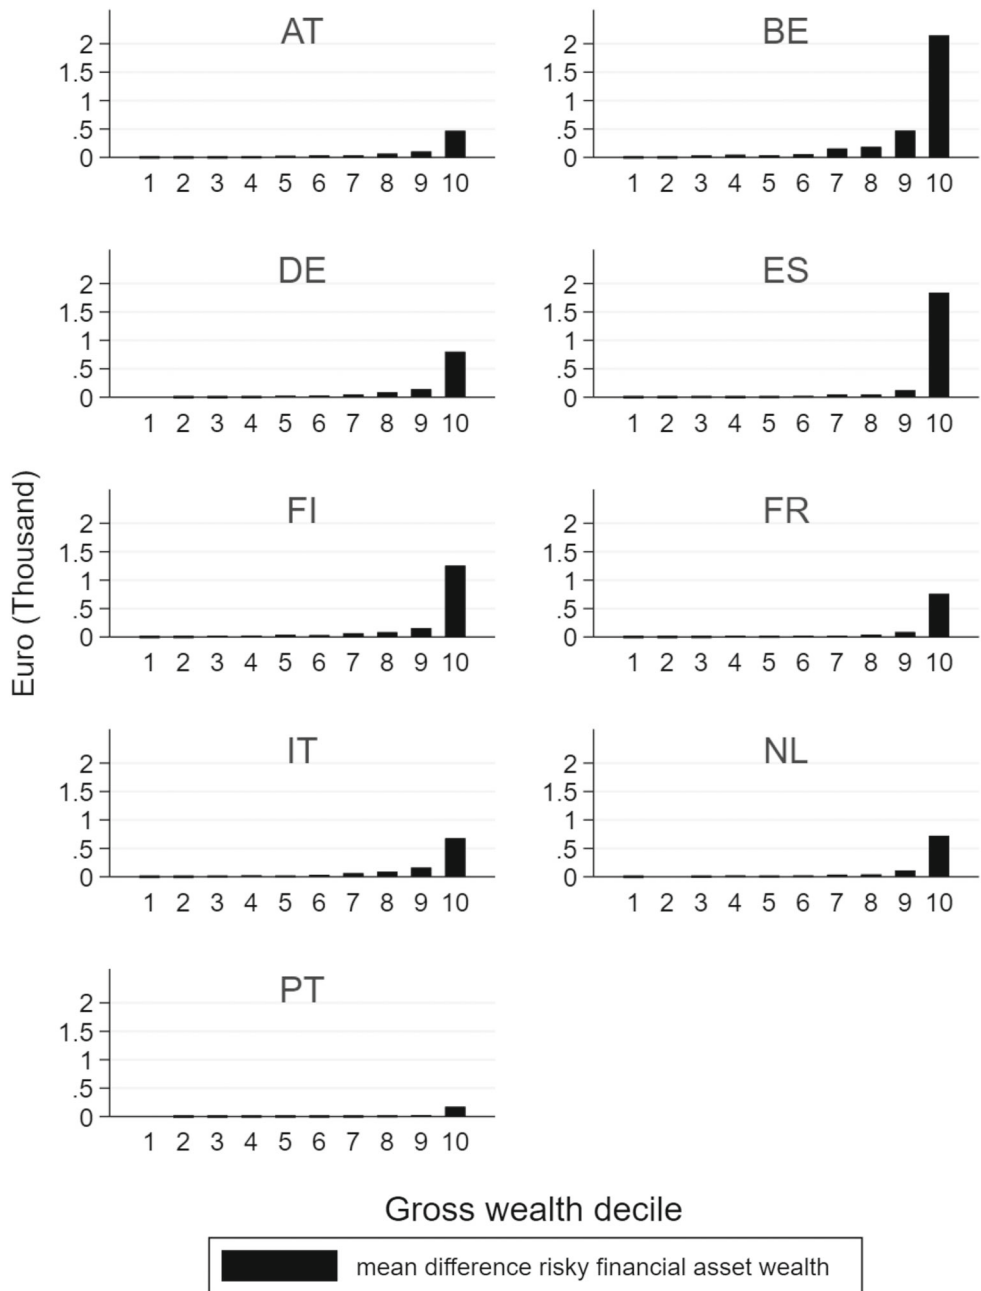 AT
2
1.5
1
.5
0
1 2 3 4 5 6 7 8 9 10
BE
2
1.5
1
.5
0
1 2 3 4 5 6 7 8 9 10
DE
2
1.5
1
.5
0
1 2 3 4 5 6 7 8 9 10
ES
2
1.5
1
.5
0
1 2 3 4 5 6 7 8 9 10
Euro (Thousand)
FI
2
1.5
1
.5
0
1 2 3 4 5 6 7 8 9 10
FR
2
1.5
1
.5
0
1 2 3 4 5 6 7 8 9 10
IT
2
1.5
1
.5
0
1 2 3 4 5 6 7 8 9 10
NL
2
1.5
1
.5
0
1 2 3 4 5 6 7 8 9 10
PT
2
1.5
1
.5
0
1 2 3 4 5 6 7 8 9 10
Gross wealth decile
mean difference risky financial asset wealth